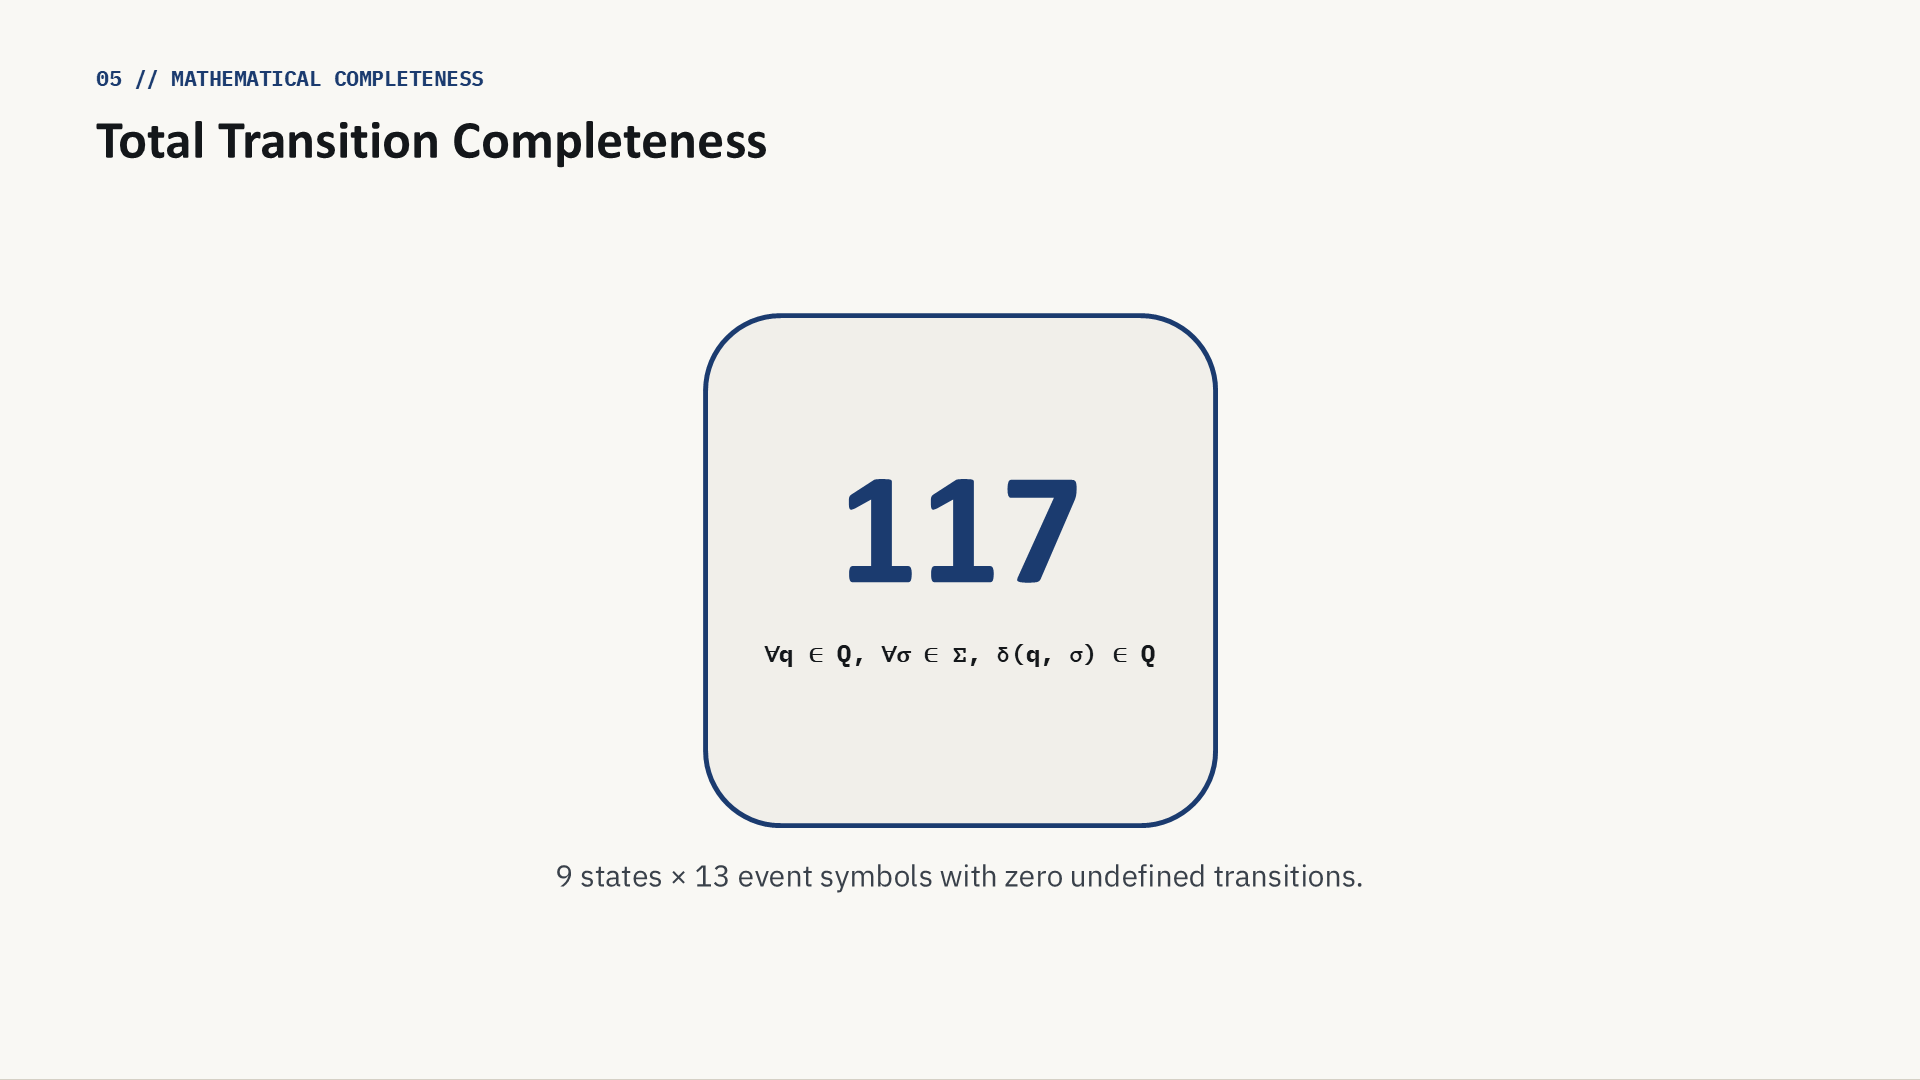 05 // MATHEMATICAL COMPLETENESS
Total Transition Completeness
117
∀q ∈ Q, ∀σ ∈ Σ, δ(q, σ) ∈ Q
9 states × 13 event symbols with zero undefined transitions.